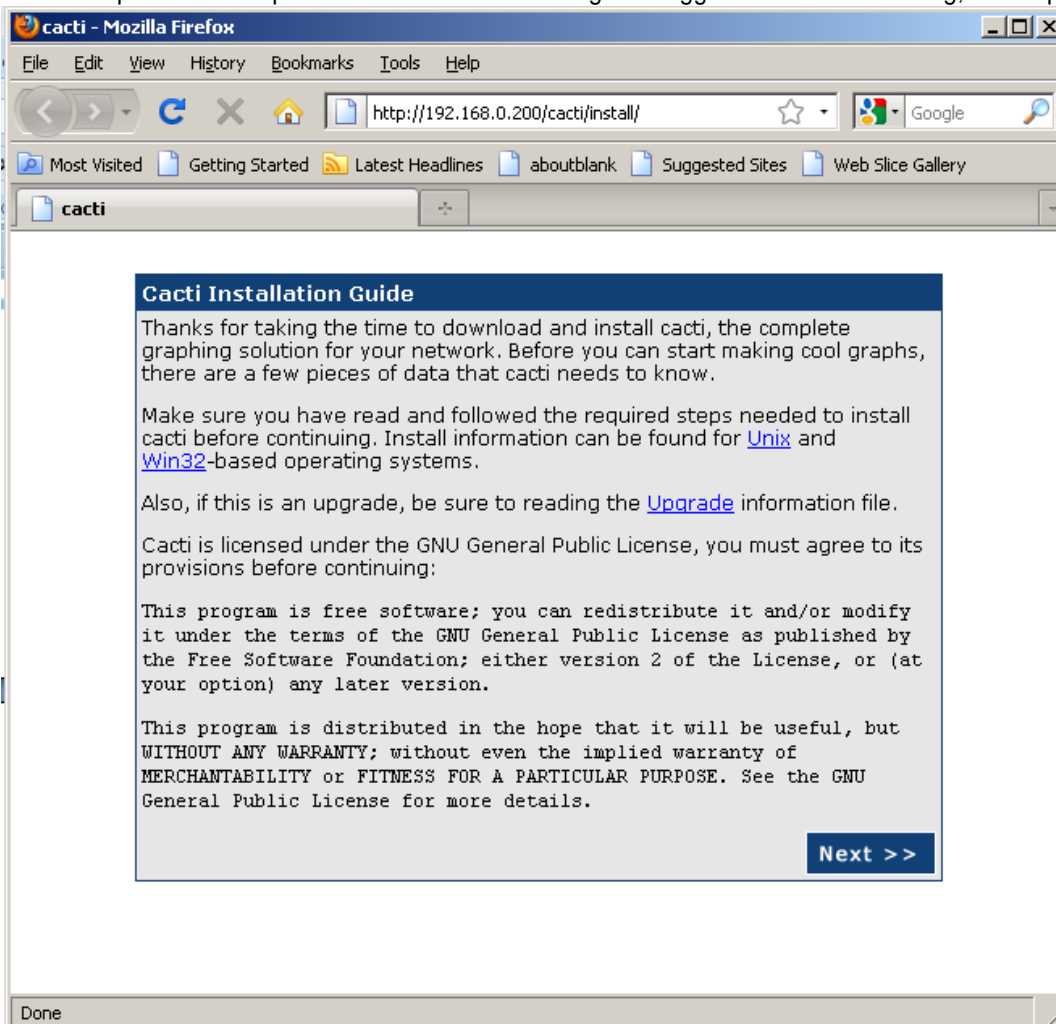 cacti - Mozilla Firefox
File Edit View History Bookmarks Tools Help
http://192.168.0.200/cacti/install/ Google
Most Visited Getting Started Latest Headlines aboutblank Suggested Sites Web Slice Gallery
cacti
Cacti Installation Guide
Thanks for taking the time to download and install cacti, the complete
graphing solution for your network. Before you can start making cool graphs,
there are a few pieces of data that cacti needs to know.
Make sure you have read and followed the required steps needed to install
cacti before continuing. Install information can be found for Unix and
Win32-based operating systems.
Also, if this is an upgrade, be sure to reading the Upgrade information file.
Cacti is licensed under the GNU General Public License, you must agree to its
provisions before continuing:
This program is free software; you can redistribute it and/or modify
it under the terms of the GNU General Public License as published by
the Free Software Foundation; either version 2 of the License, or (at
your option) any later version.
This program is distributed in the hope that it will be useful, but
WITHOUT ANY WARRANTY; without even the implied warranty of
MERCHANTABILITY or FITNESS FOR A PARTICULAR PURPOSE. See the GNU
General Public License for more details.
Next >>
Done